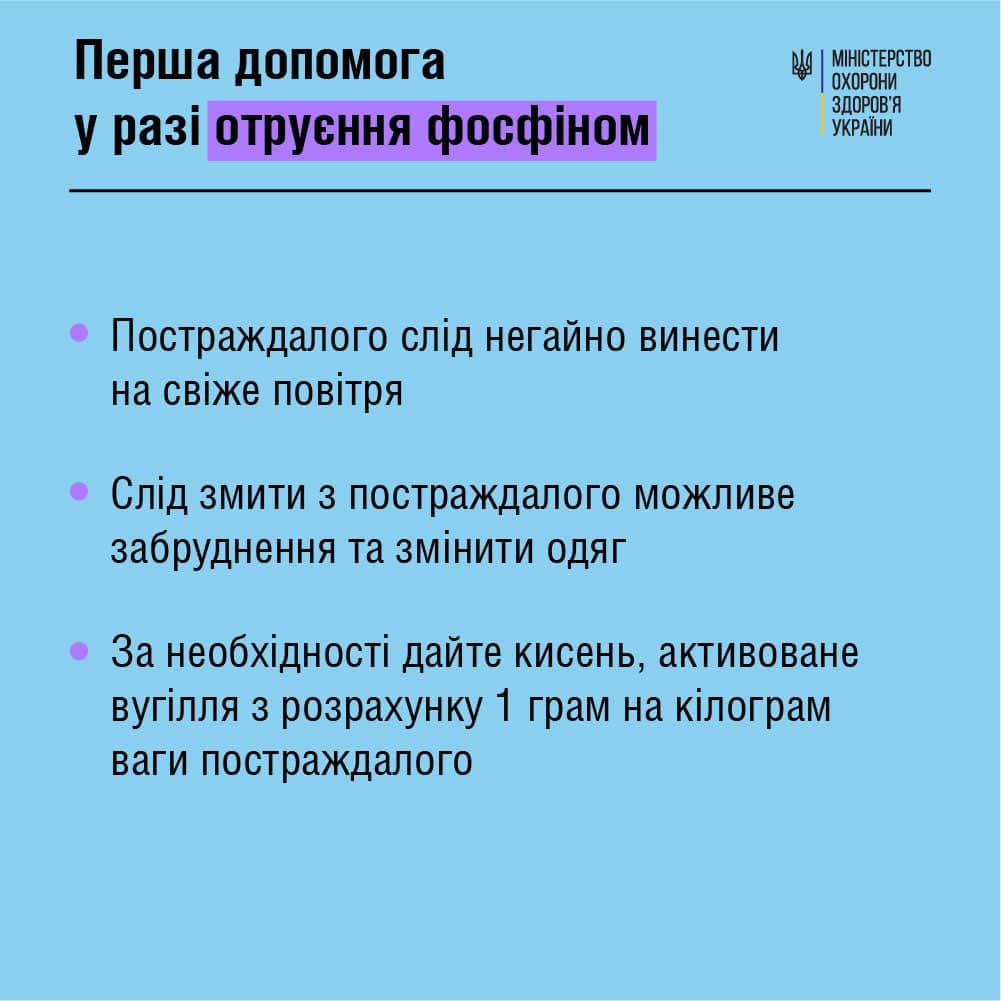 Перша допомога
у разі отруєння фосфіном
МІНІСТЕРСТВО
ОХОРОНИ
ЗДОРОВ'Я
УКРАЇНИ
Постраждалого слід негайно винести
на свіже повітря
Слід змити з постраждалого можливе
забруднення та змінити одяг
За необхідності дайте кисень, активоване
вугілля з розрахунку 1 грам на кілограм
ваги постраждалого